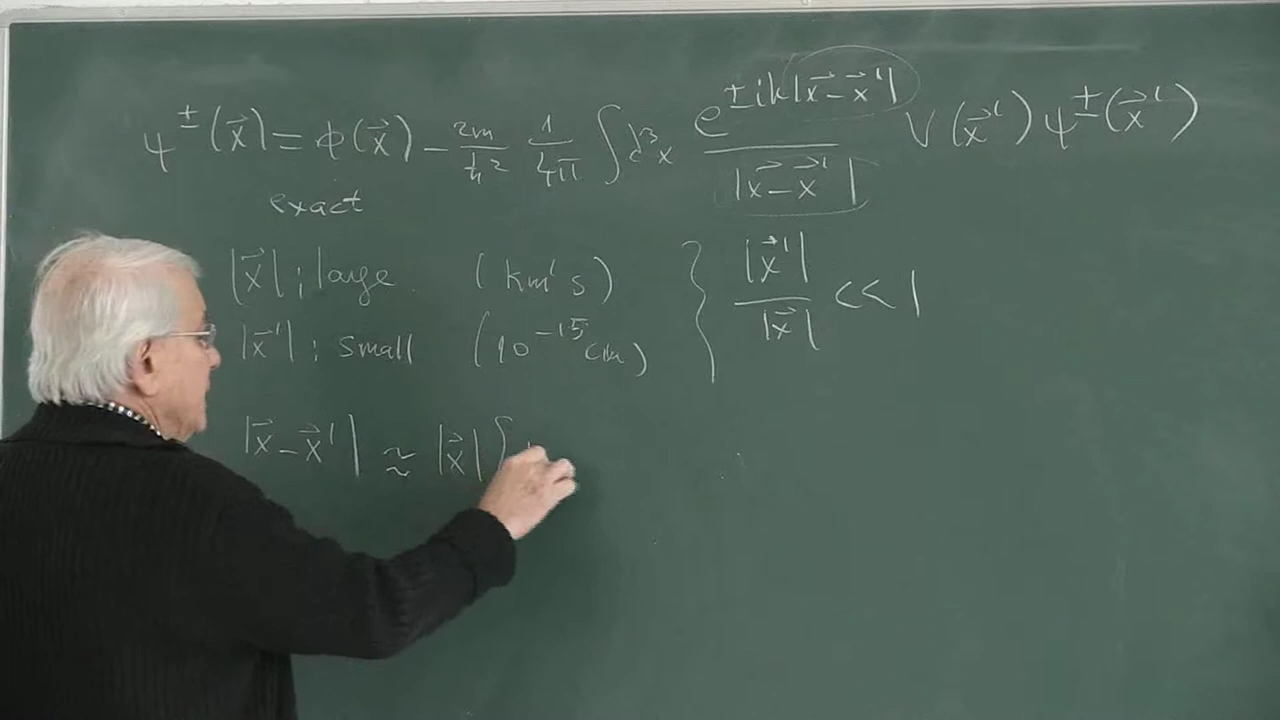 ψ^±(x⃗) = φ(x⃗) − 2m/ħ² 1/4π ∫d³x e^{±ik|x⃗−x⃗'|}/|x⃗−x⃗'| V(x⃗') ψ^±(x⃗')
exact
|x⃗| ; large (km's) } |x⃗'|/|x⃗| << 1
|x⃗'| ; small (10^{-15} cm)
|x⃗−x⃗'| ≈ |x⃗| [